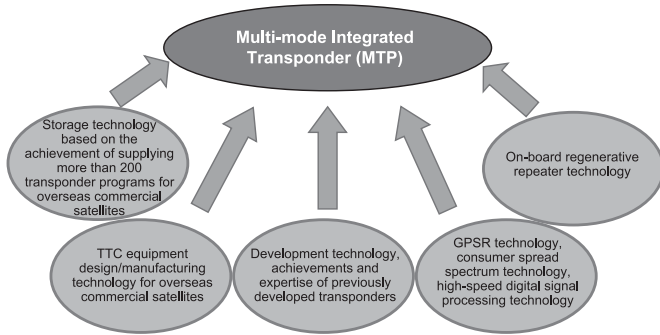 Multi-mode Integrated
Transponder (MTP)
Storage technology
based on the
achievement of supplying
more than 200
transponder programs for
overseas commercial
satellites
On-board regenerative
repeater technology
TTC equipment
design/manufacturing
technology for overseas
commercial satellites
Development technology,
achievements and
expertise of previously
developed transponders
GPSR technology,
consumer spread
spectrum technology,
high-speed digital signal
processing technology